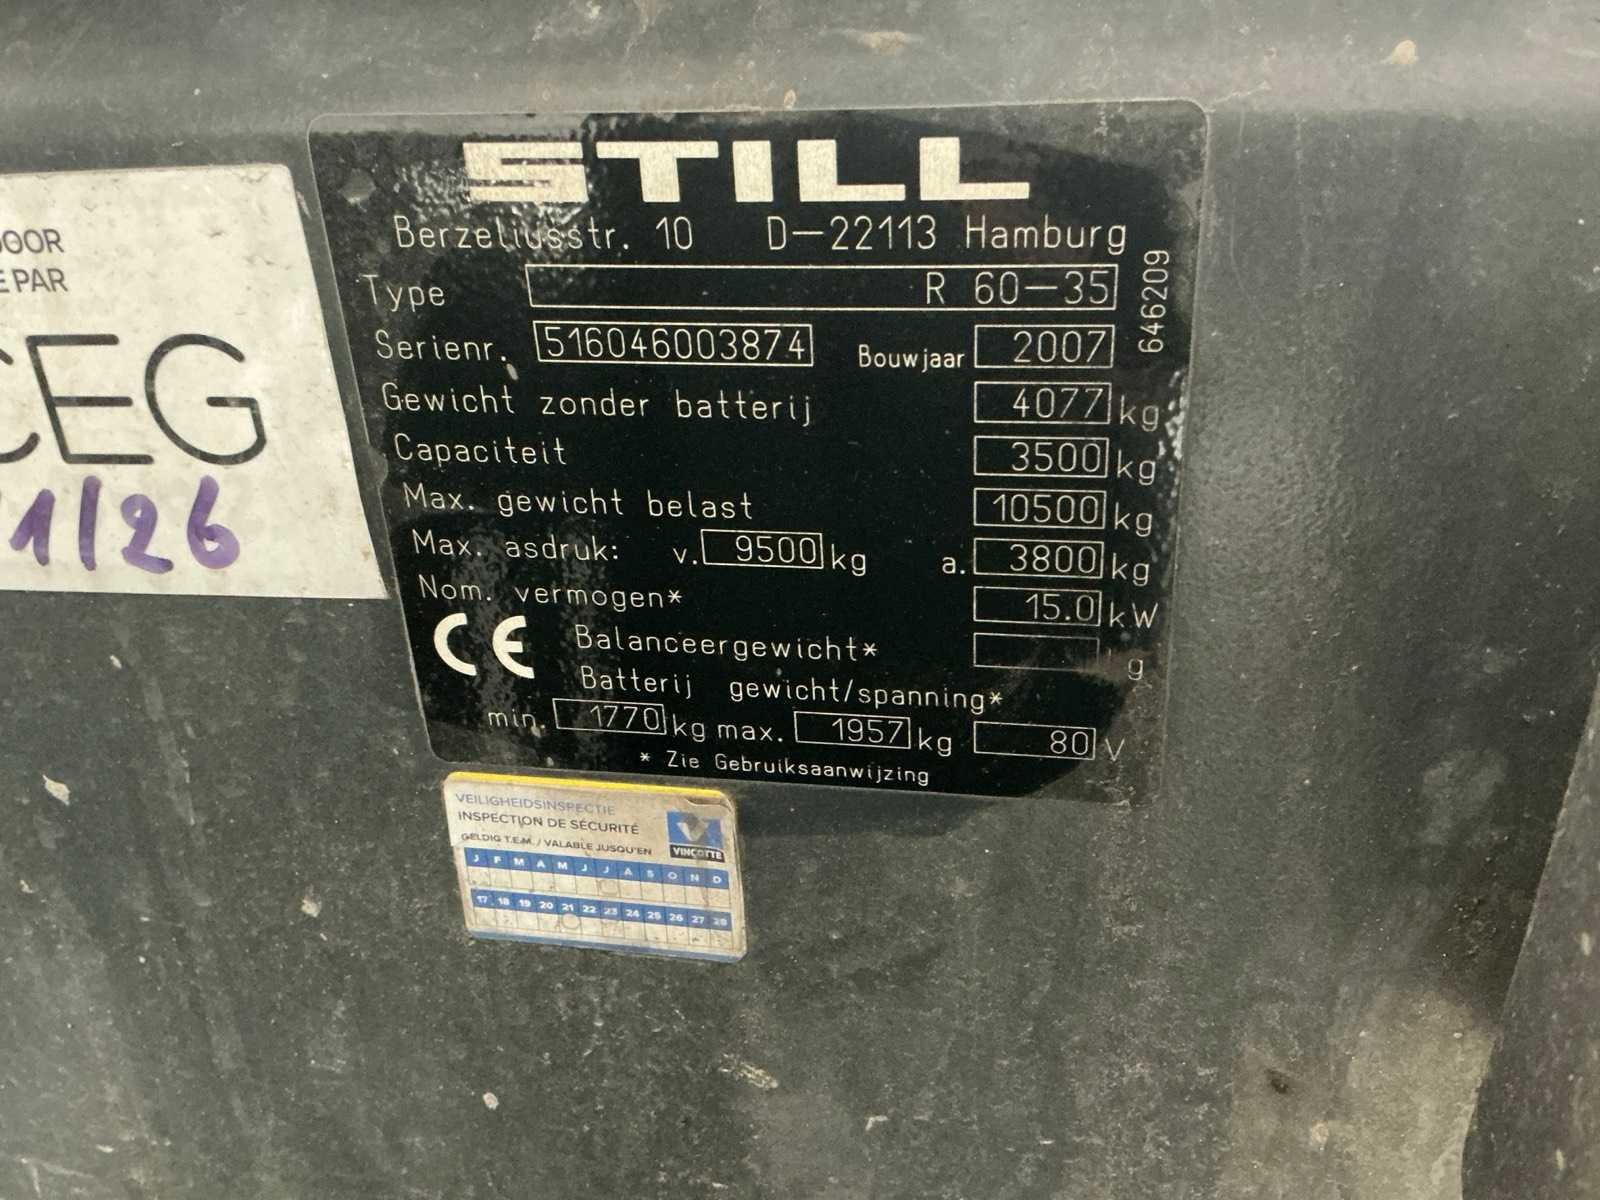 STILL
Berzeliusstr. 10 D-22113 Hamburg
Type R 60-35
646209
Serienr. 516046003874 Bouwjaar 2007
Gewicht zonder batterij 4077 kg
Capaciteit 3500 kg
Max. gewicht belast 10500 kg
Max. asdruk: v. 9500 kg a. 3800 kg
Nom. vermogen* 15.0 kW
CE Balanceergewicht*
Batterij gewicht/spanning*
min. 1770 kg max. 1957 kg 80 V
* Zie Gebruiksaanwijzing
PAR
CEG
1/26
VEILIGHEIDSINSPECTIE
INSPECTION DE SÉCURITÉ
GELDIG T.E.M. / VALABLE JUSQU'EN
VINÇOTTE
J F M A M J J A S O N D
17 18 19 20 21 22 23 24 25 26 27 28